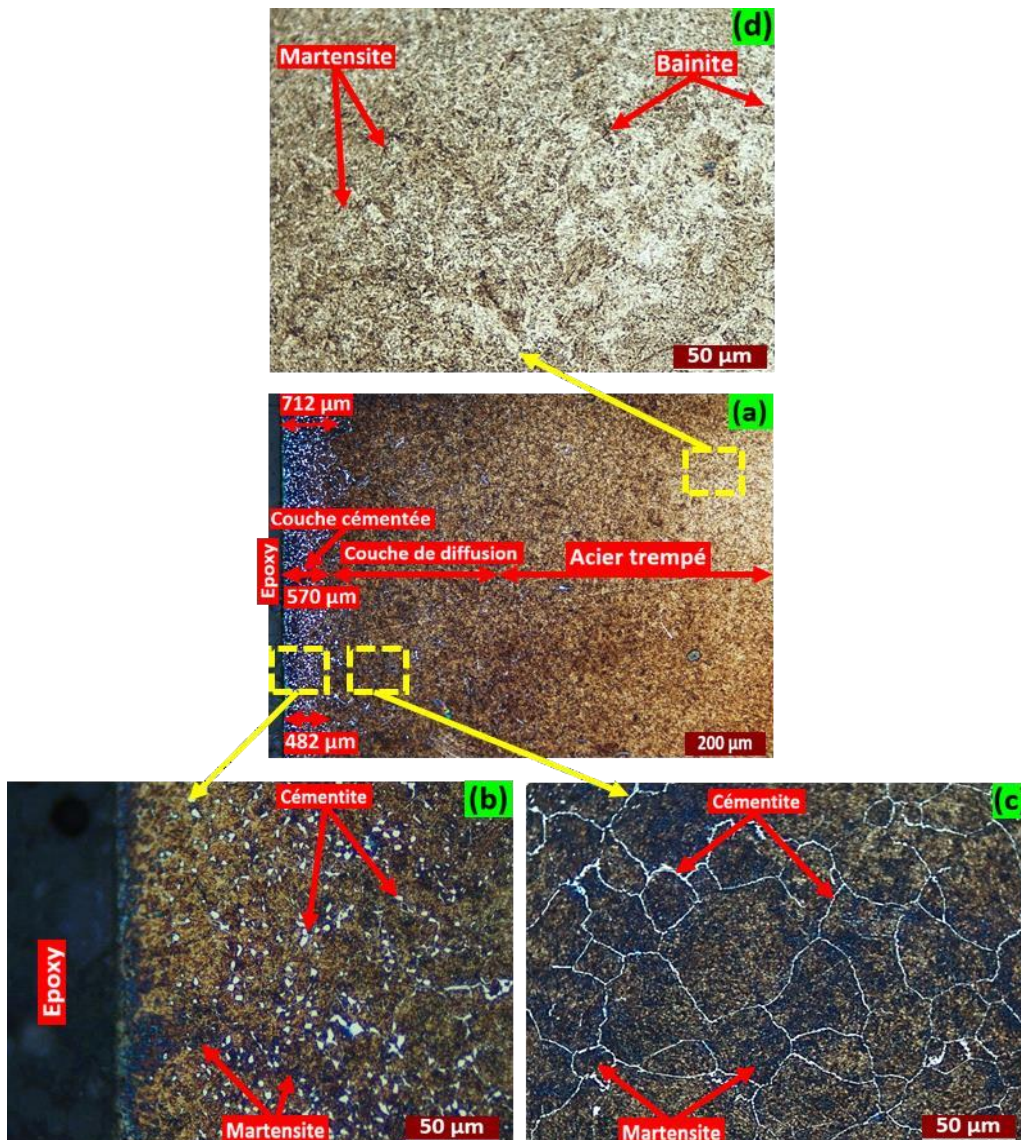 (d)
Martensite
Bainite
50 µm
712 µm
(a)
Couche cémentée
Couche de diffusion
Acier trempé
Epoxy
570 µm
482 µm
200 µm
Cémentite
(b)
Epoxy
Martensite
50 µm
Cémentite
(c
Martensite
50 µm